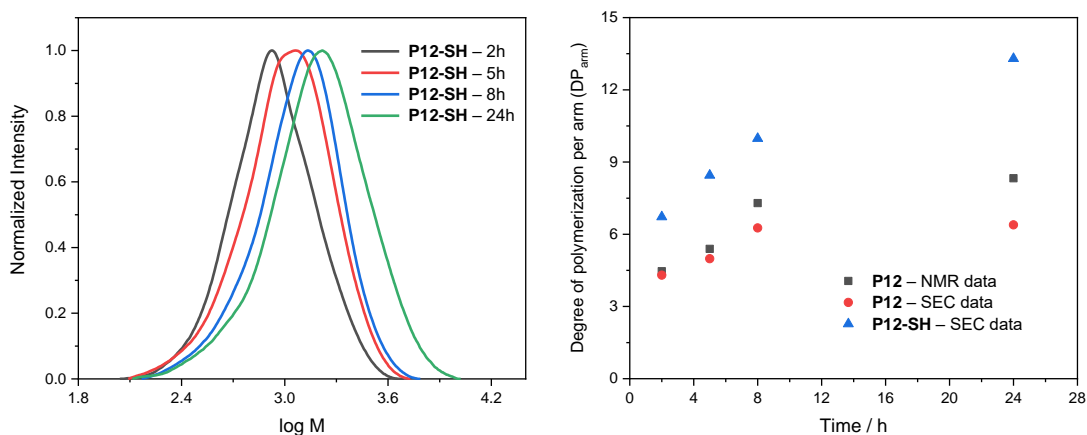 Normalized Intensity
1.0
0.8
0.6
0.4
0.2
0.0
1.8 2.4 3.0 3.6 4.2
log M
P12-SH – 2h
P12-SH – 5h
P12-SH – 8h
P12-SH – 24h
Degree of polymerization per arm (DParm)
15
12
9
6
3
0
0 4 8 12 16 20 24 28
Time / h
P12 – NMR data
P12 – SEC data
P12-SH – SEC data